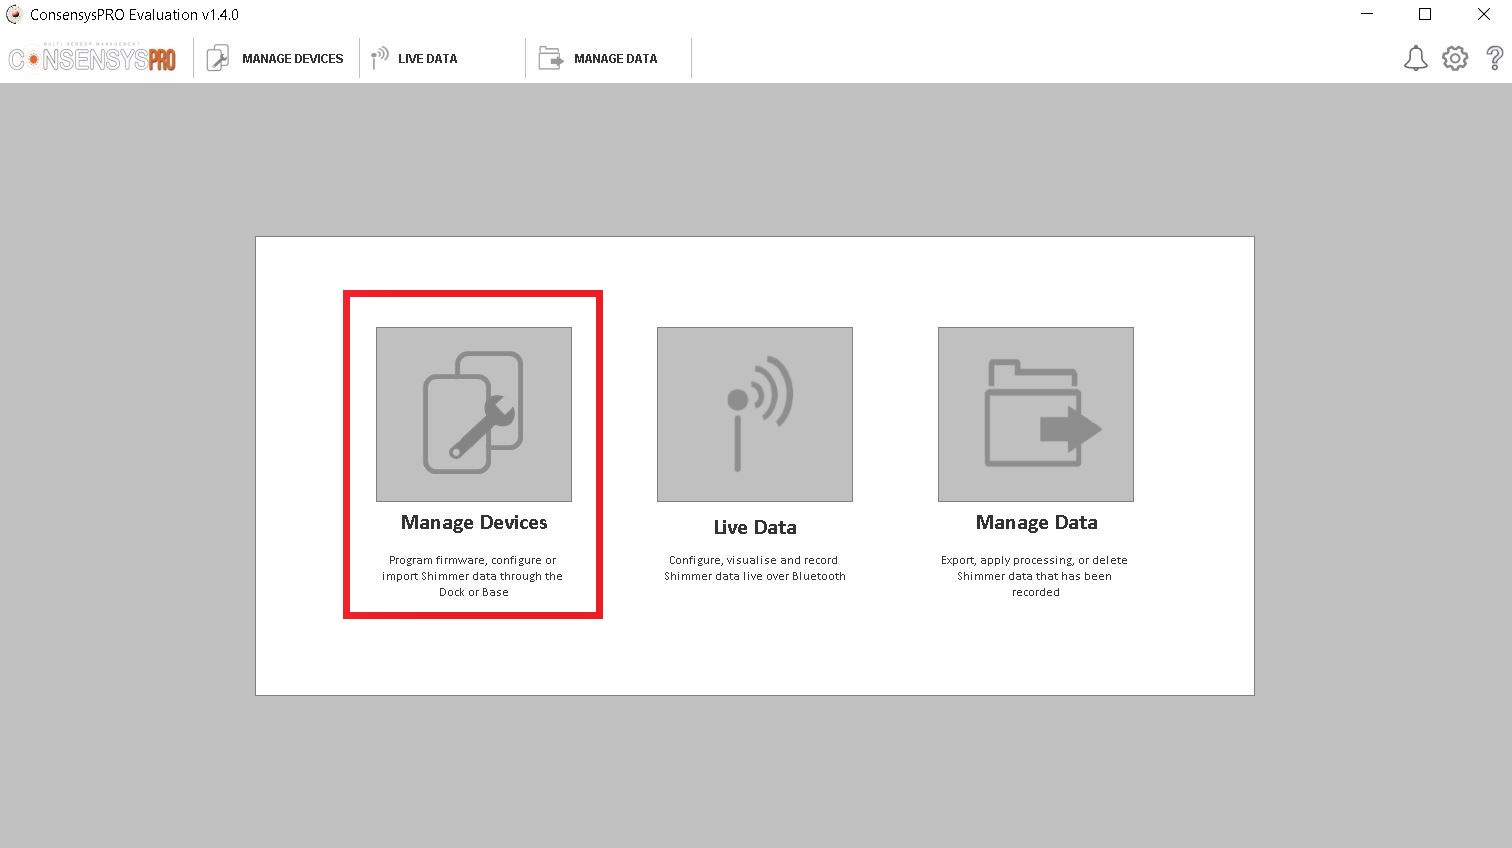 ConsensysPRO Evaluation v1.4.0
MULTI SENSOR MANAGEMENT
CONSENSYSPRO
MANAGE DEVICES
LIVE DATA
MANAGE DATA
?
Manage Devices
Program firmware, configure or
import Shimmer data through the
Dock or Base
Live Data
Configure, visualise and record
Shimmer data live over Bluetooth
Manage Data
Export, apply processing, or delete
Shimmer data that has been
recorded